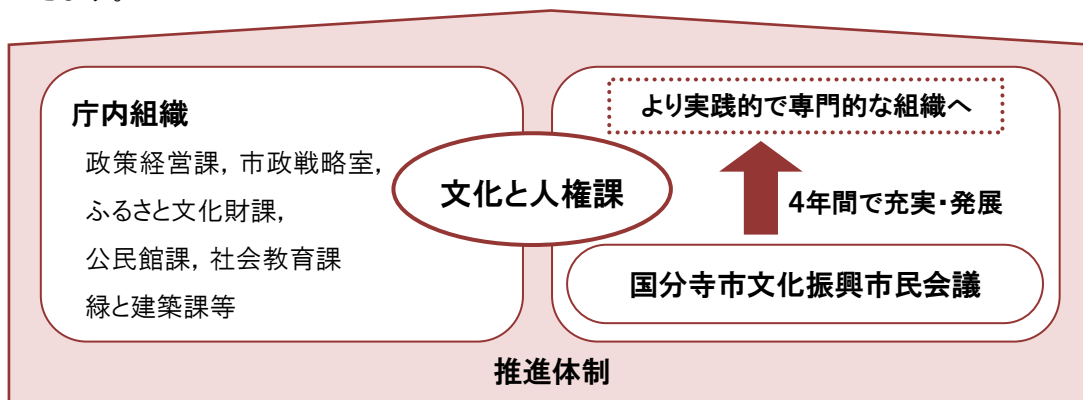 庁内組織
政策経営課，市政戦略室，
ふるさと文化財課，
公民館課，社会教育課
緑と建築課等
文化と人権課
より実践的で専門的な組織へ
4年間で充実・発展
国分寺市文化振興市民会議
推進体制